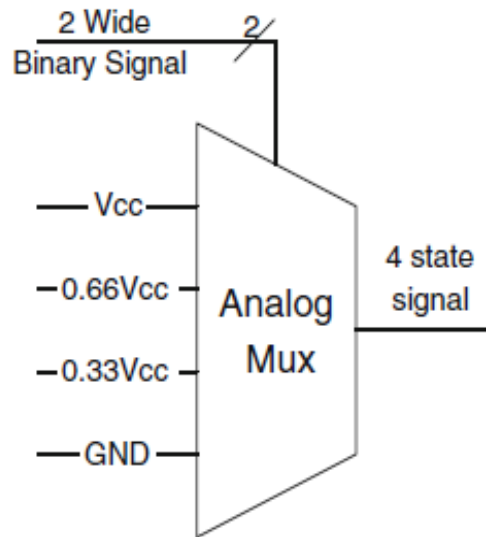 2 Wide
2
Binary Signal
Vcc
0.66Vcc
0.33Vcc
GND
Analog
Mux
4 state
signal